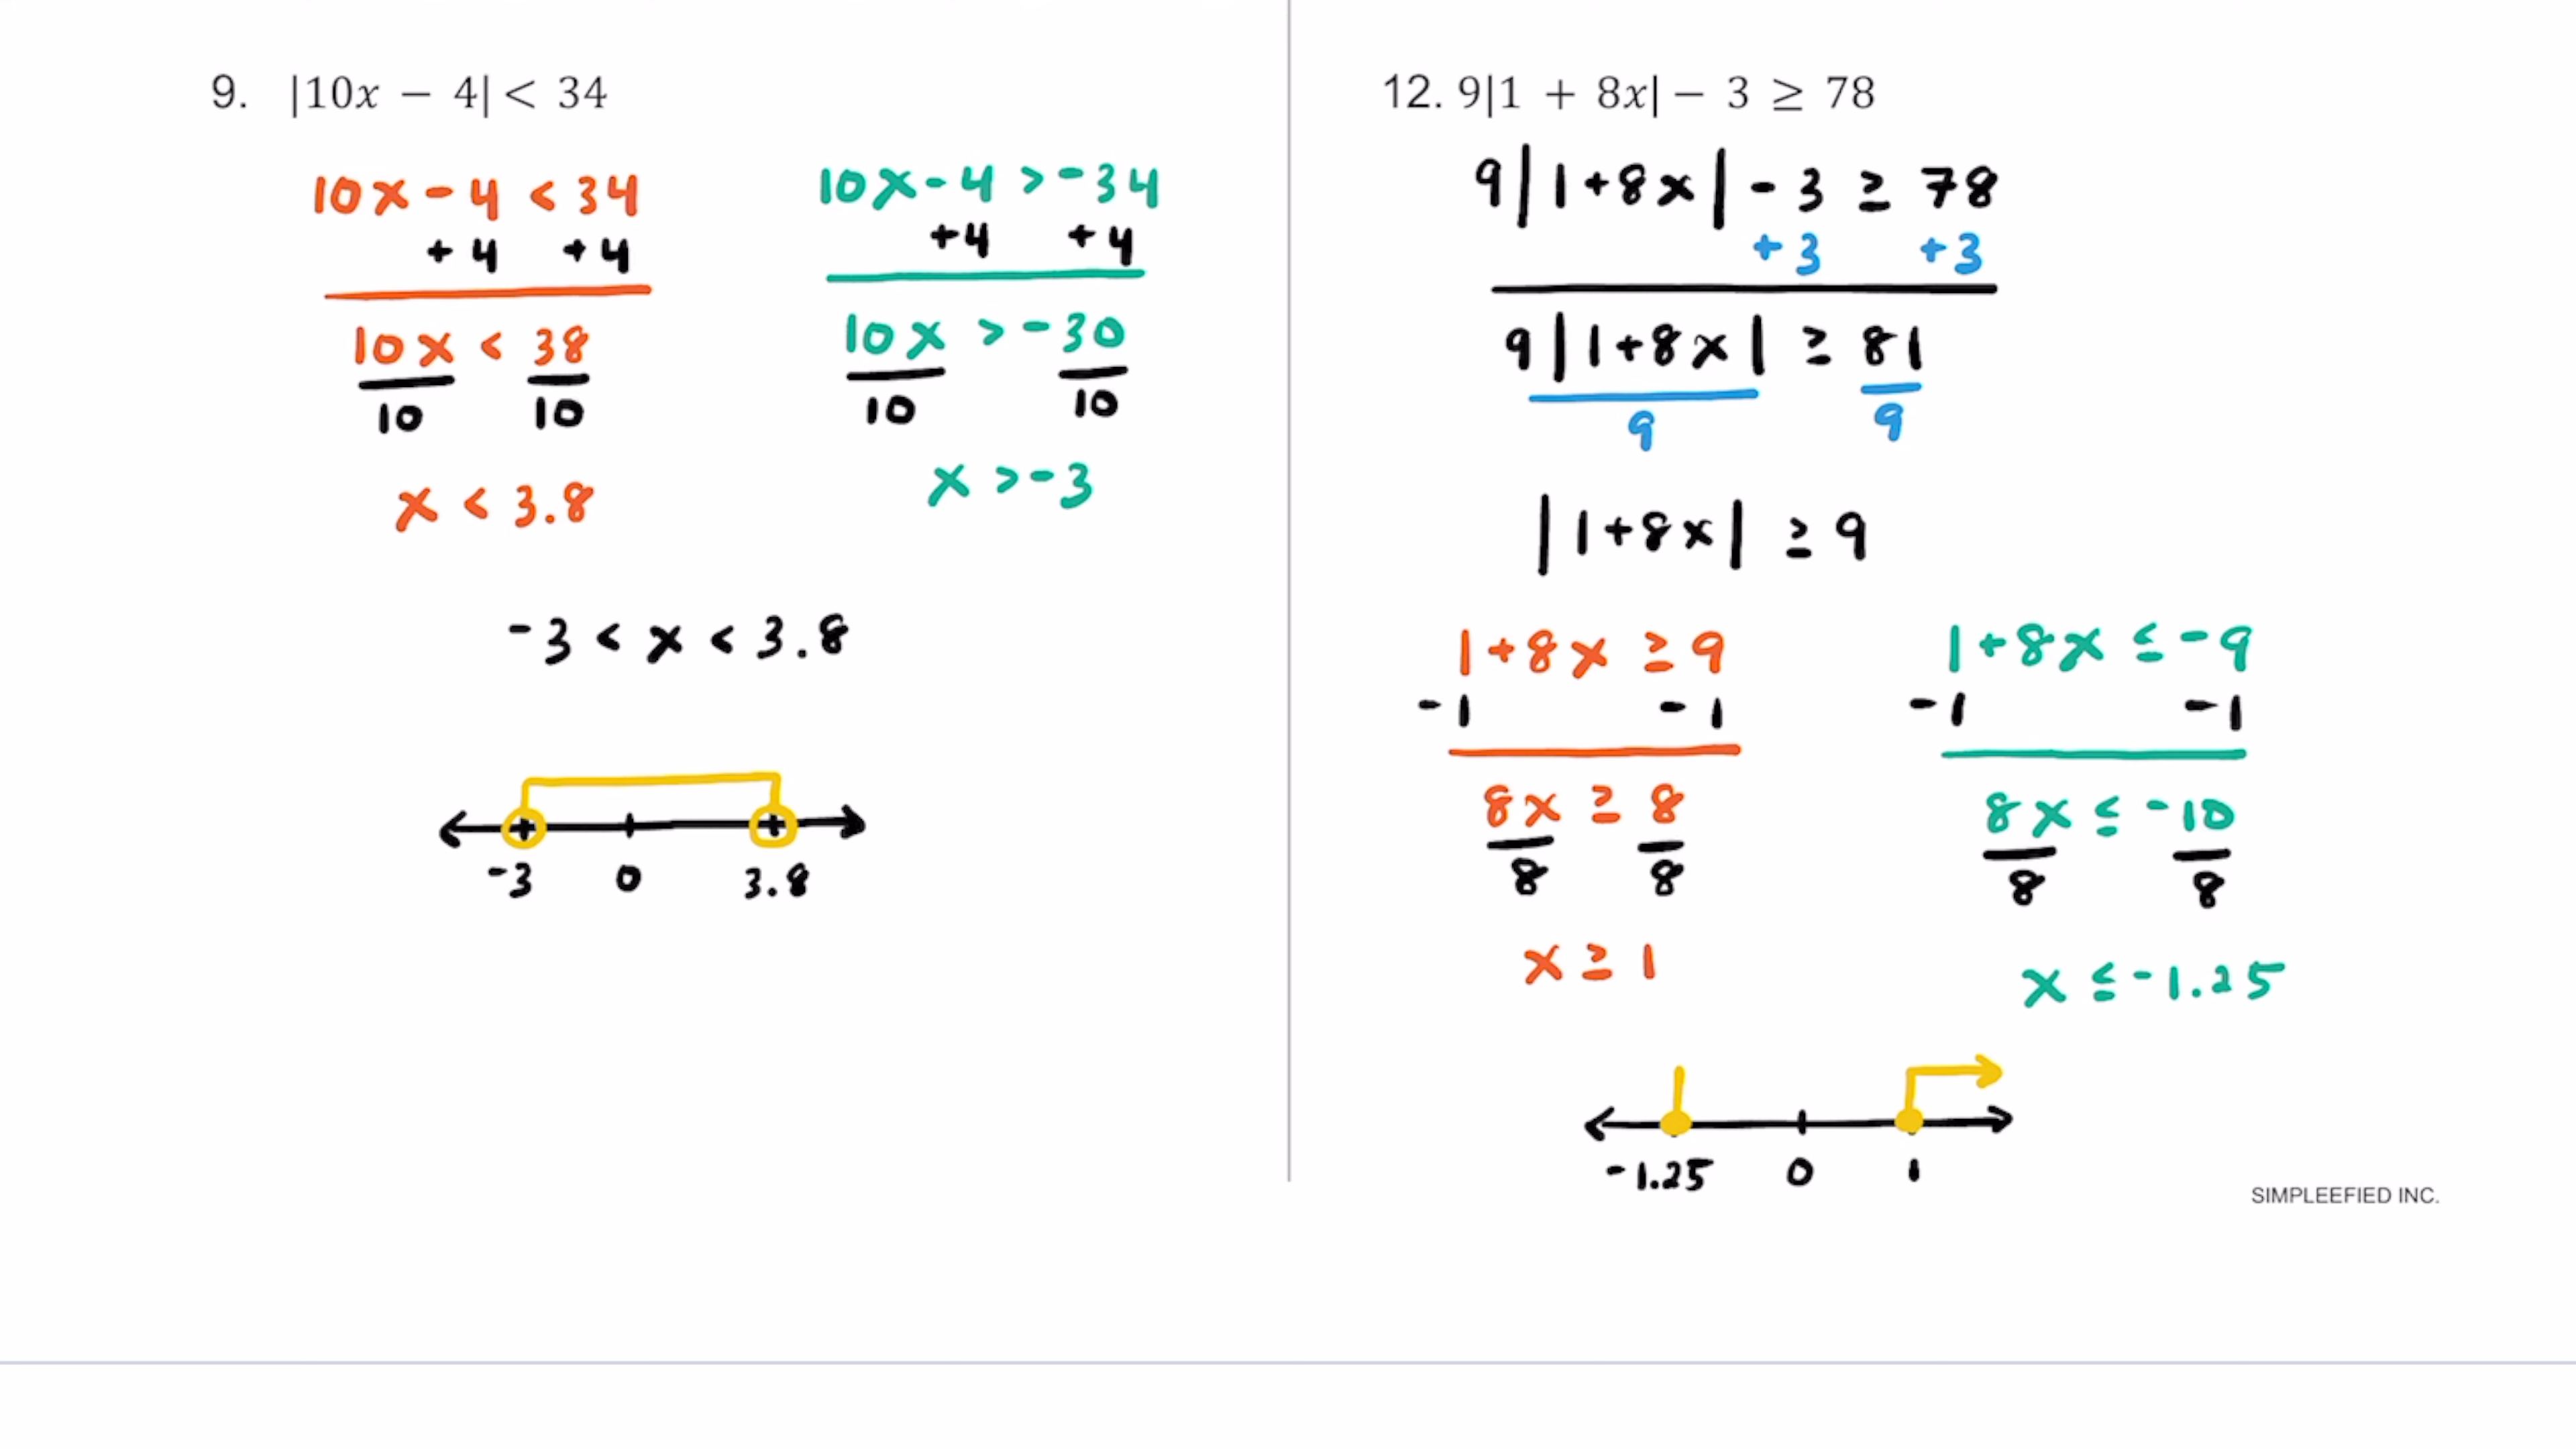 9. |10x − 4| < 34
10x - 4 < 34
+ 4 + 4
10x < 38
10 10
x < 3.8
10x - 4 > -34
+4 +4
10x > -30
10 10
x > -3
-3 < x < 3.8
-3 0 3.8
12. 9|1 + 8x| − 3 ≥ 78
9|1+8x| - 3 ≥ 78
+3 +3
9|1+8x| ≥ 81
9 9
|1+8x| ≥ 9
1+8x ≥ 9
-1 -1
8x ≥ 8
8 8
x ≥ 1
1+8x ≤ -9
-1 -1
8x ≤ -10
8 8
x ≤ -1.25
-1.25 0 1
SIMPLEEFIED INC.